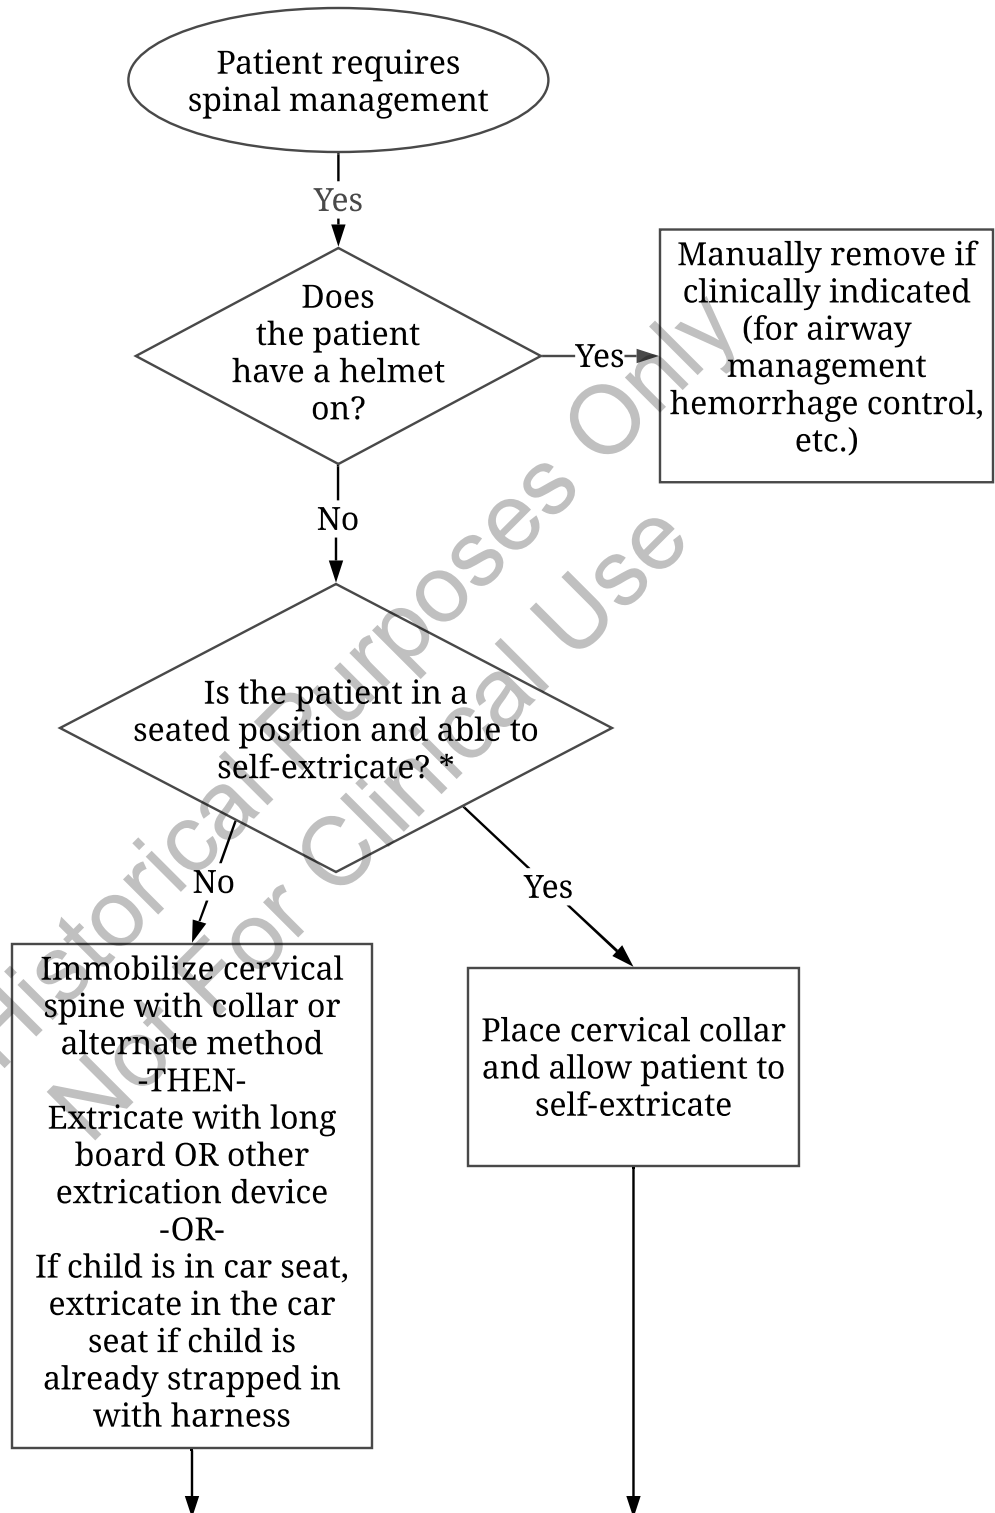 Patient requires
spinal management
Yes
Does
the patient
have a helmet
on?
Yes
Manually remove if
clinically indicated
(for airway
management
hemorrhage control,
etc.)
No
Is the patient in a
seated position and able to
self-extricate? *
No
Yes
Immobilize cervical
spine with collar or
alternate method
-THEN-
Extricate with long
board OR other
extrication device
-OR-
If child is in car seat,
extricate in the car
seat if child is
already strapped in
with harness
Place cervical collar
and allow patient to
self-extricate
Historical Purposes Only
Not For Clinical Use